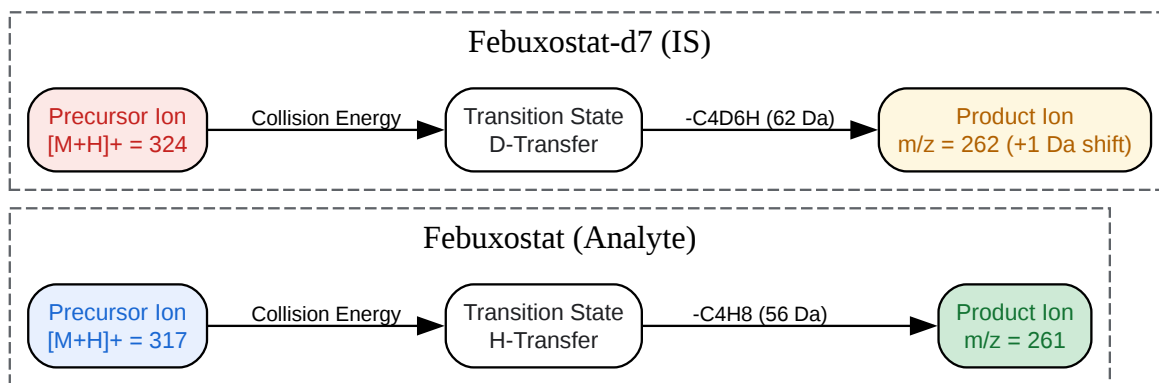 Febuxostat-d7 (IS)
Precursor Ion
[M+H]+ = 324
Collision Energy
Transition State
D-Transfer
-C4D6H (62 Da)
Product Ion
m/z = 262 (+1 Da shift)
Febuxostat (Analyte)
Precursor Ion
[M+H]+ = 317
Collision Energy
Transition State
H-Transfer
-C4H8 (56 Da)
Product Ion
m/z = 261